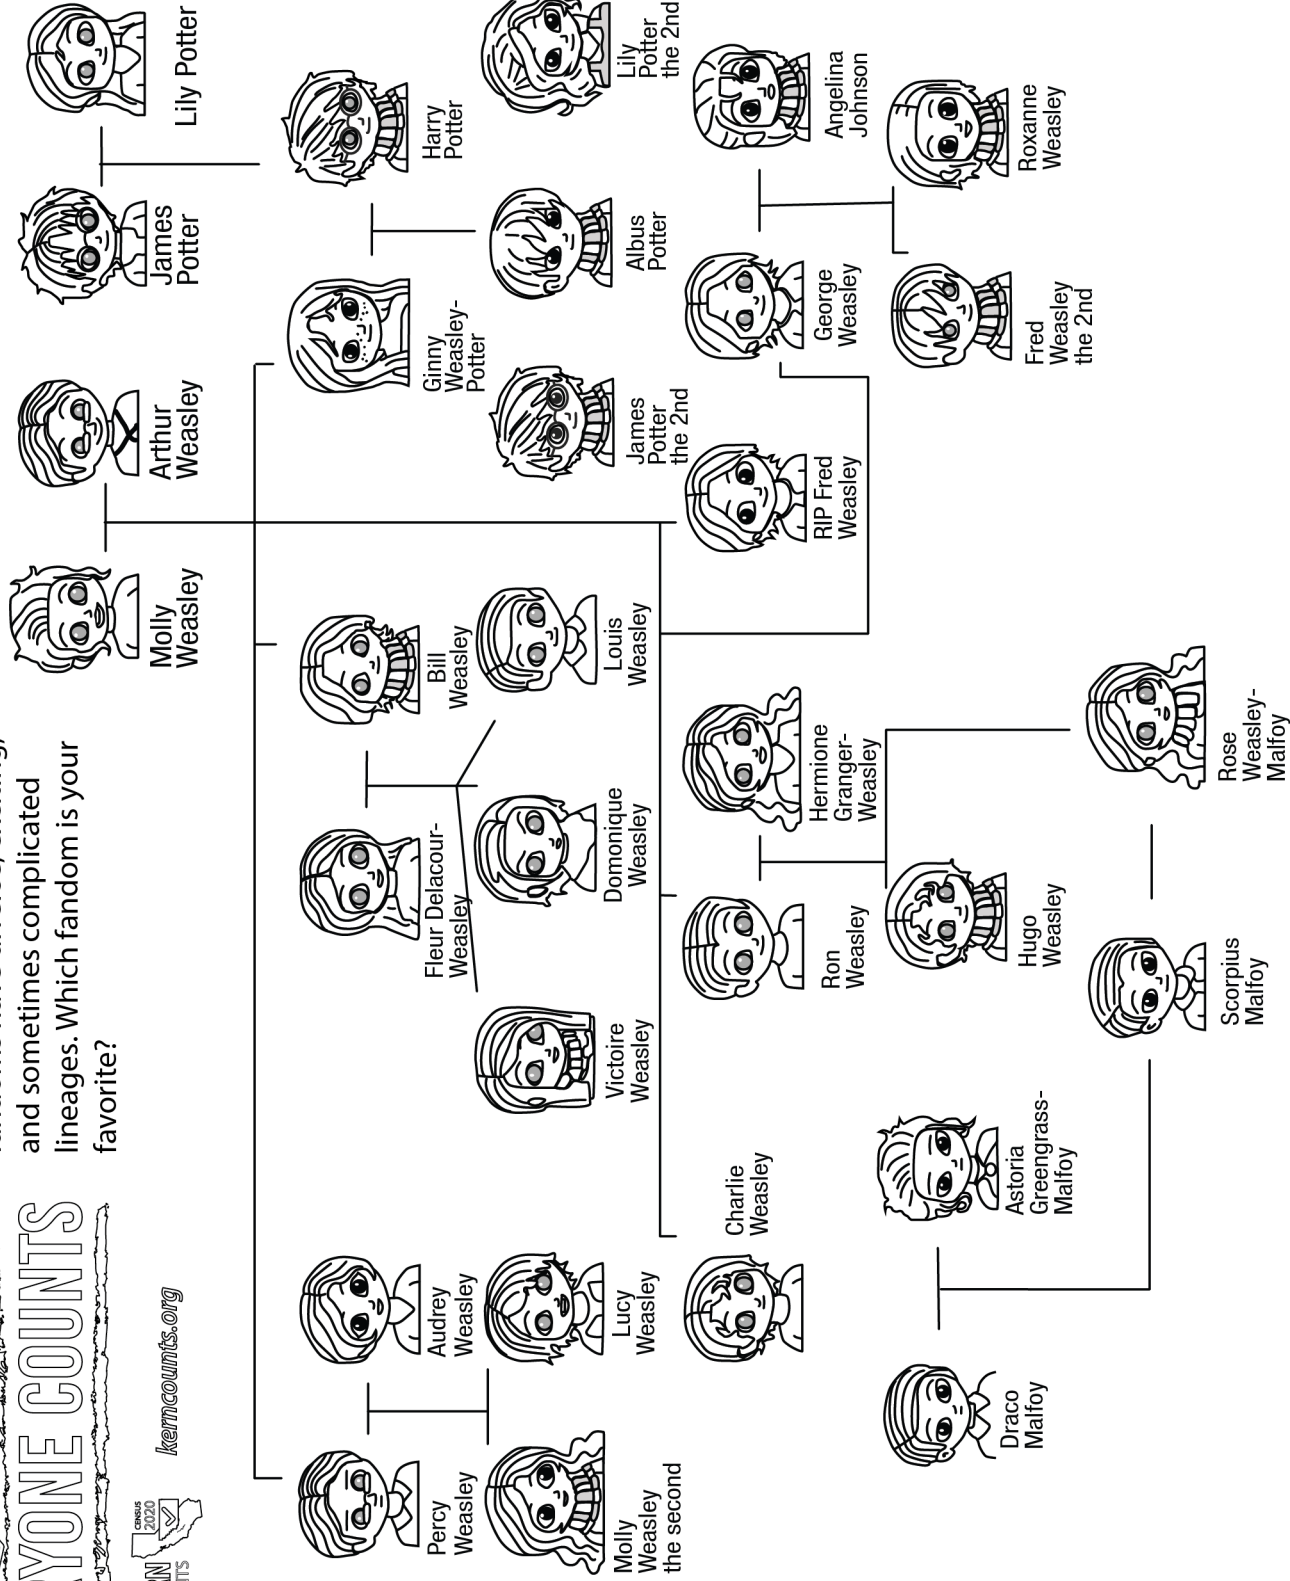 YONE COUNTS
and sometimes complicated
lineages. Which fandom is your
favorite?
CENSUS
2020
kerncounts.org
Molly
Weasley
Arthur
Weasley
James
Potter
Lily Potter
Percy
Weasley
Audrey
Weasley
Fleur Delacour-
Weasley
Bill
Weasley
Ginny
Weasley-
Potter
Harry
Potter
Molly
Weasley
the second
Lucy
Weasley
Victoire
Weasley
Domonique
Weasley
Louis
Weasley
James
Potter
the 2nd
Albus
Potter
Lily
Potter
the 2nd
Charlie
Weasley
Ron
Weasley
Hermione
Granger-
Weasley
RIP Fred
Weasley
George
Weasley
Angelina
Johnson
Draco
Malfoy
Astoria
Greengrass-
Malfoy
Hugo
Weasley
Fred
Weasley
the 2nd
Roxanne
Weasley
Scorpius
Malfoy
Rose
Weasley-
Malfoy